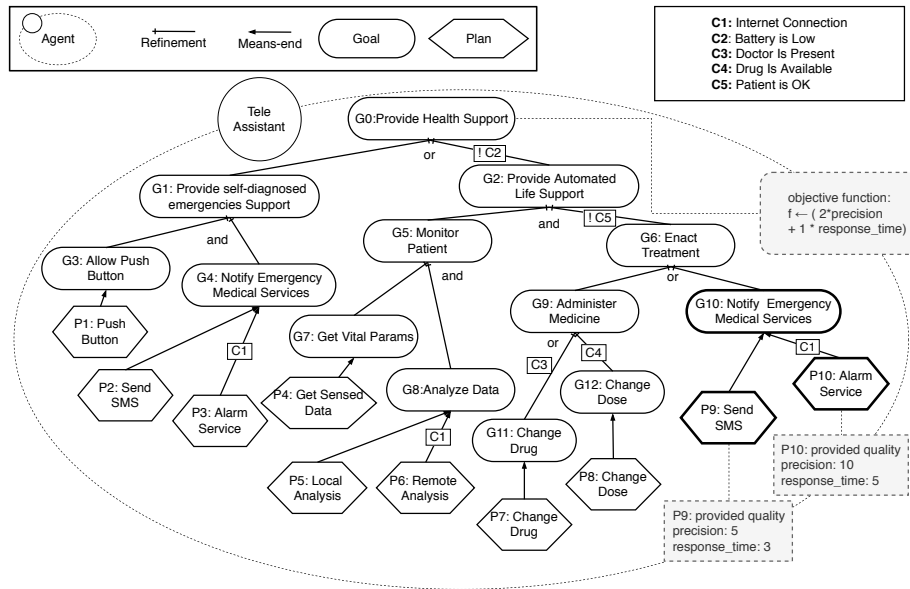 Agent
Refinement
Means-end
Goal
Plan
C1: Internet Connection
C2: Battery is Low
C3: Doctor Is Present
C4: Drug Is Available
C5: Patient is OK
Tele
Assistant
G0:Provide Health Support
or
! C2
G1: Provide self-diagnosed
emergencies Support
G2: Provide Automated
Life Support
objective function:
f ← ( 2*precision
+ 1 * response_time)
and
and
! C5
G3: Allow Push
Button
G4: Notify Emergency
Medical Services
G5: Monitor
Patient
and
G6: Enact
Treatment
or
P1: Push
Button
G7: Get Vital Params
G9: Administer
Medicine
G10: Notify  Emergency
Medical Services
C1
or
C3
C4
C1
P2: Send
SMS
P3: Alarm
Service
P4: Get Sensed
Data
G8:Analyze Data
G12: Change
Dose
P10: Alarm
Service
P9: Send
SMS
C1
G11: Change
Drug
P5: Local
Analysis
P6: Remote
Analysis
P8: Change
Dose
P7: Change
Drug
P10: provided quality
precision: 10
response_time: 5
P9: provided quality
precision: 5
response_time: 3